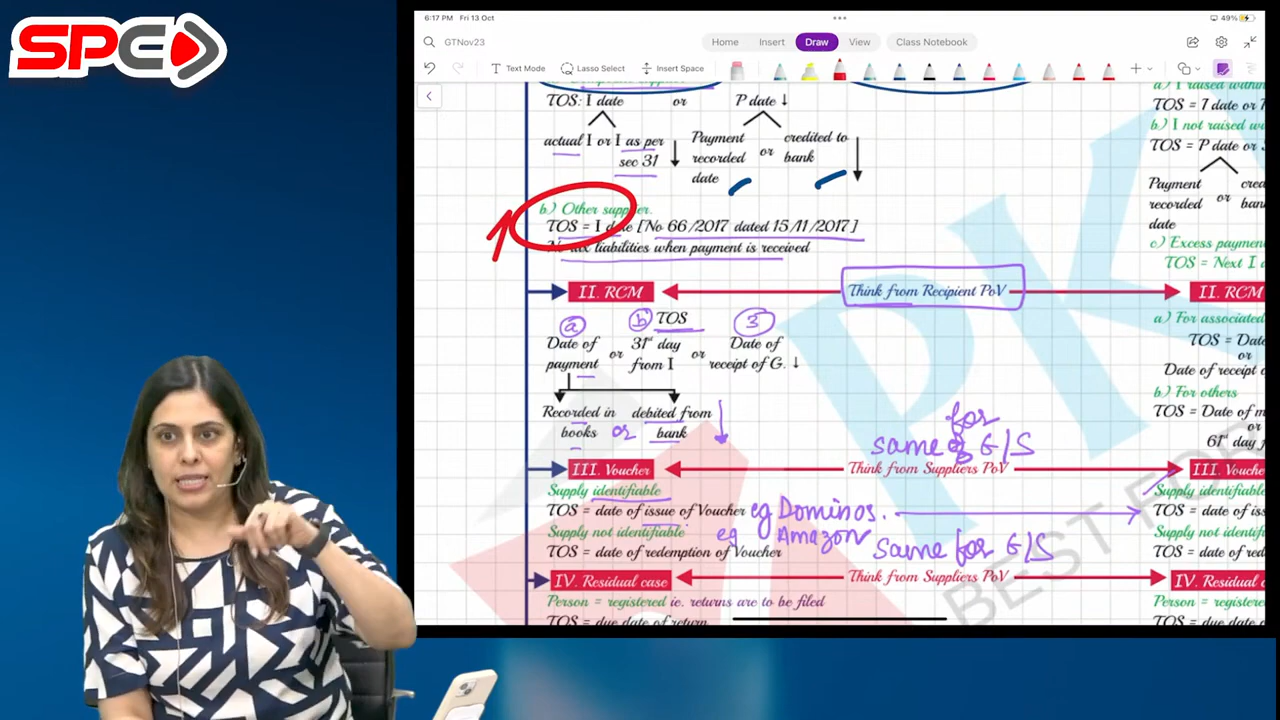 SPC
6:17 PM Fri 13 Oct
49%
GTNov23
Home Insert Draw View Class Notebook
Text Mode Lasso Select Insert Space
TOS: I date or P date ↓
actual I or I as per sec 31 ↓
Payment recorded date or credited to bank
b) Other supplier.
TOS = I date [No 66/2017 dated 15/11/2017]
No tax liabilities when payment is received
II. RCM
Think from Recipient PoV
a b TOS 3
Date of payment or 31st day from I or Date of receipt of G. ↓
Recorded in books or debited from bank
for
same G/S
III. Voucher
Think from Suppliers PoV
Supply identifiable
TOS = date of issue of Voucher eg Dominos.
Supply not identifiable eg Amazon
TOS = date of redemption of Voucher
same for G/S
IV. Residual case
Think from Suppliers PoV
Person = registered ie. returns are to be filed
TOS = due date of return
a) I raised
TOS = I date or
b) I not raised
TOS = P date or
Payment recorded date or
c) Excess
TOS = Next I
II. RCM
a) For associated
TOS = Date
or
Date of receipt
b) For others
TOS = Date of
or
61st day
III.
Supply identifiable
TOS = date of
Supply not
TOS = date of
IV. Residual
Person =
TOS = due date of
PK
BEST FOR